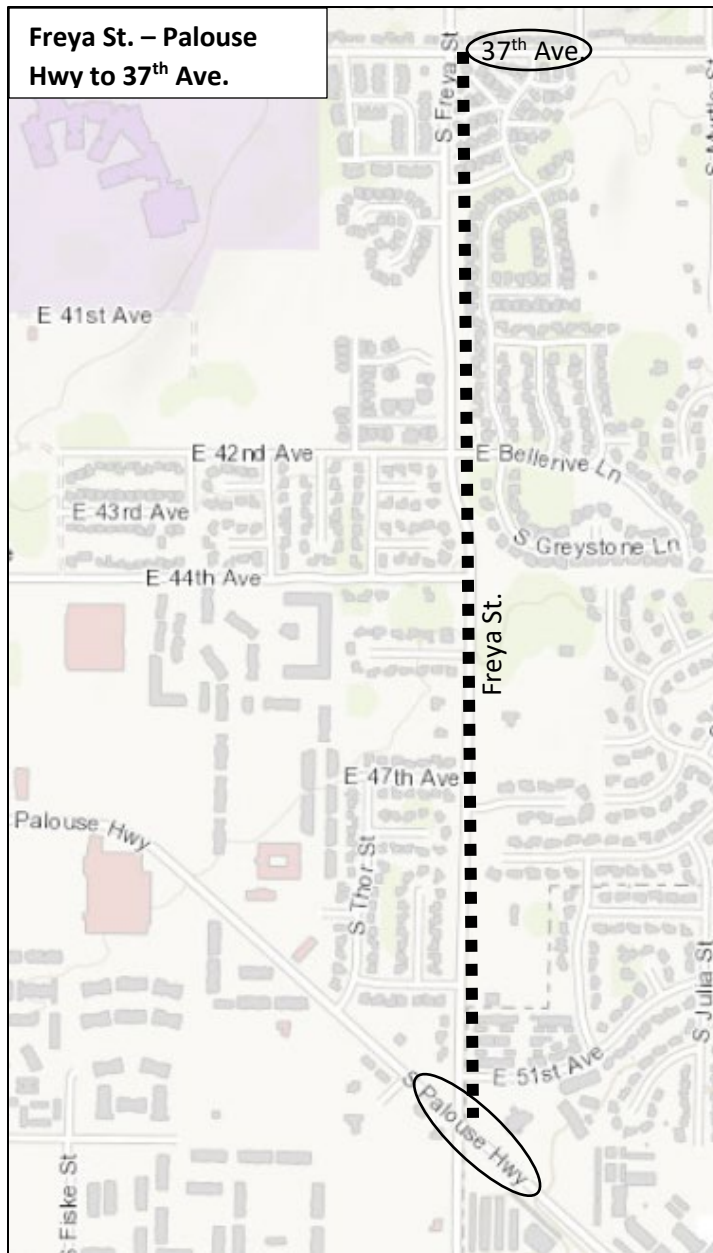 Freya St. – Palouse
Hwy to 37th Ave.
37th Ave.
S Freya St
S Myrtle St
E 41st Ave
E 42nd Ave
E Bellerive Ln
E 43rd Ave
S Greystone Ln
E 44th Ave
Freya St.
E 47th Ave
Palouse Hwy
S Thor St
S Julia St
E 51st Ave
S Palouse Hwy
S Fiske St